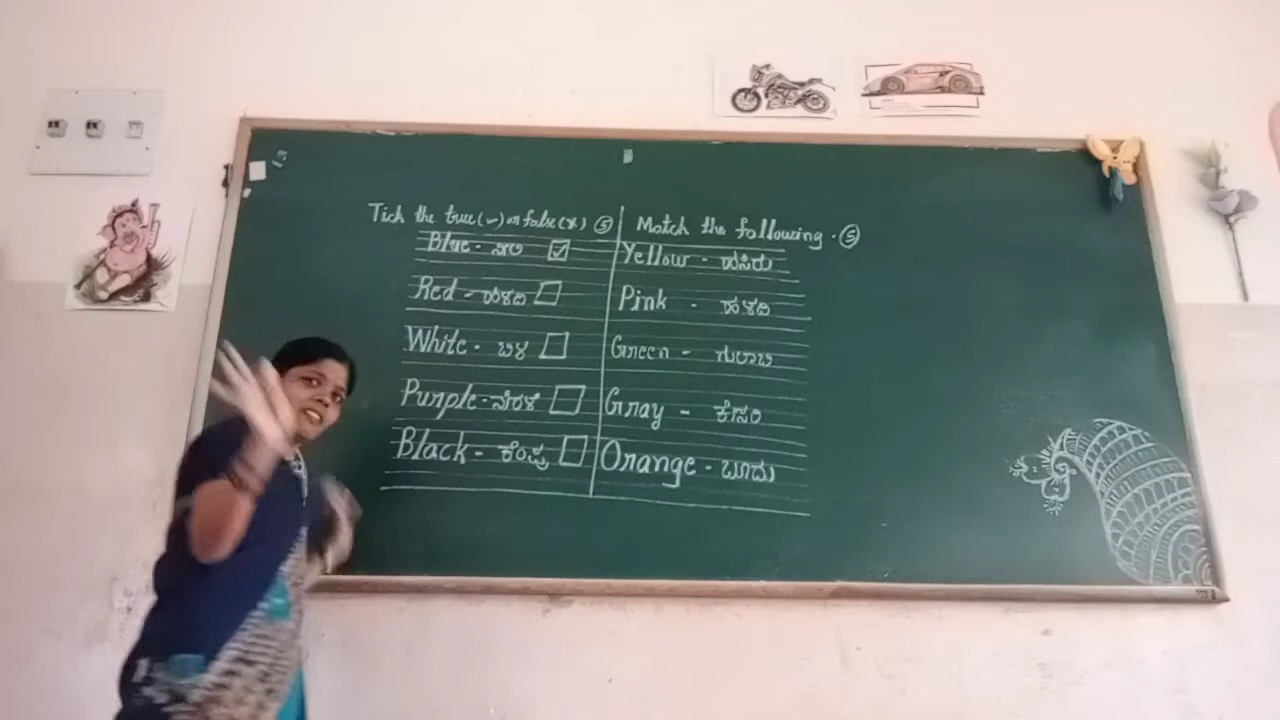 Tick the true(✓) or false(×) ⑤
Blue - ನೀಲಿ ☑
Red - ಹಳದಿ ☐
White - ಬಿಳಿ ☐
Purple - ನೇರಳೆ ☐
Black - ಕೆಂಪು ☐
Match the following. ⑤
Yellow - ಹಸಿರು
Pink - ಹಳದಿ
Green - ಗುಲಾಬಿ
Gray - ಕೇಸರಿ
Orange - ಬೂದು